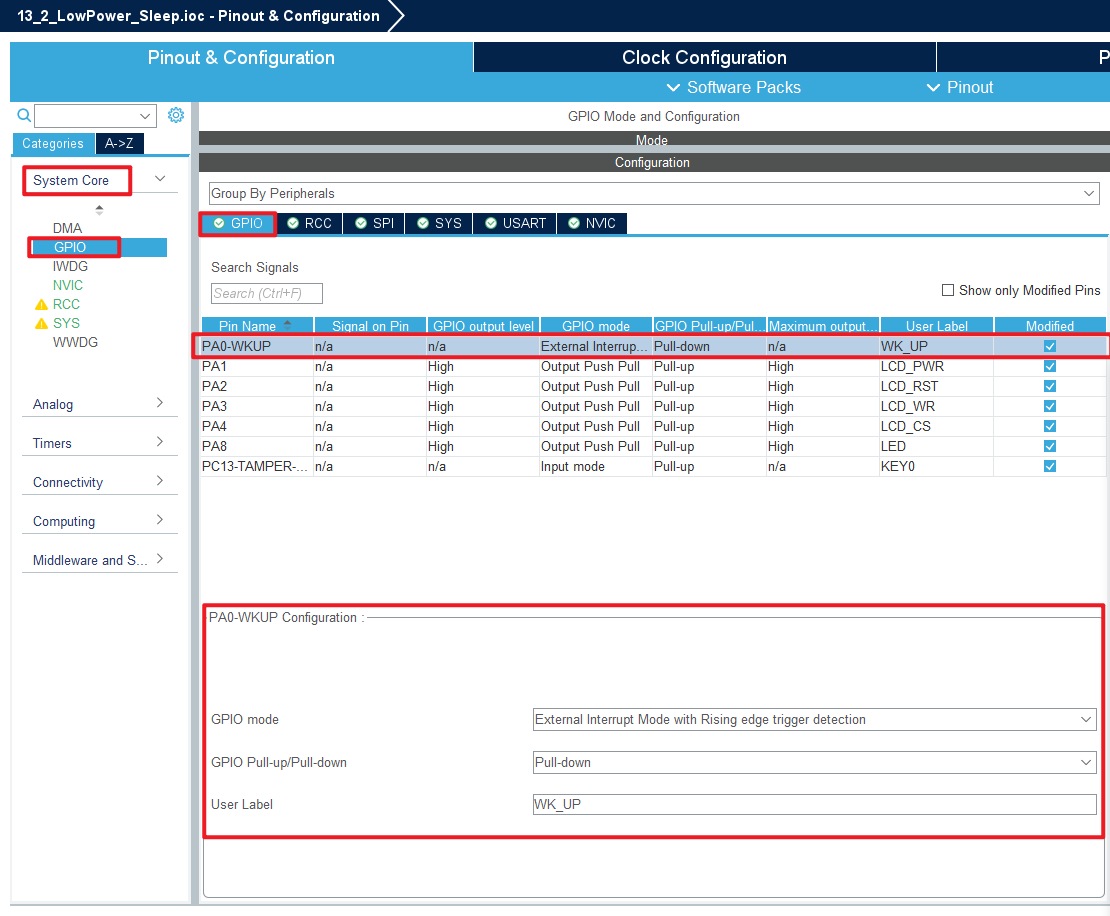 13_2_LowPower_Sleep.ioc - Pinout & Configuration
Pinout & Configuration
Clock Configuration
P
Software Packs
Pinout
Categories
A->Z
System Core
DMA
GPIO
IWDG
NVIC
RCC
SYS
WWDG
Analog
Timers
Connectivity
Computing
Middleware and S...
GPIO Mode and Configuration
Mode
Configuration
Group By Peripherals
GPIO RCC SPI SYS USART NVIC
Search Signals
Search (Ctrl+F)
Show only Modified Pins
Pin Name Signal on Pin GPIO output level GPIO mode GPIO Pull-up/Pul... Maximum output... User Label Modified
PA0-WKUP n/a n/a External Interrup... Pull-down n/a WK_UP
PA1 n/a High Output Push Pull Pull-up High LCD_PWR
PA2 n/a High Output Push Pull Pull-up High LCD_RST
PA3 n/a High Output Push Pull Pull-up High LCD_WR
PA4 n/a High Output Push Pull Pull-up High LCD_CS
PA8 n/a High Output Push Pull Pull-up High LED
PC13-TAMPER-... n/a n/a Input mode Pull-up n/a KEY0
PA0-WKUP Configuration :
GPIO mode External Interrupt Mode with Rising edge trigger detection
GPIO Pull-up/Pull-down Pull-down
User Label WK_UP